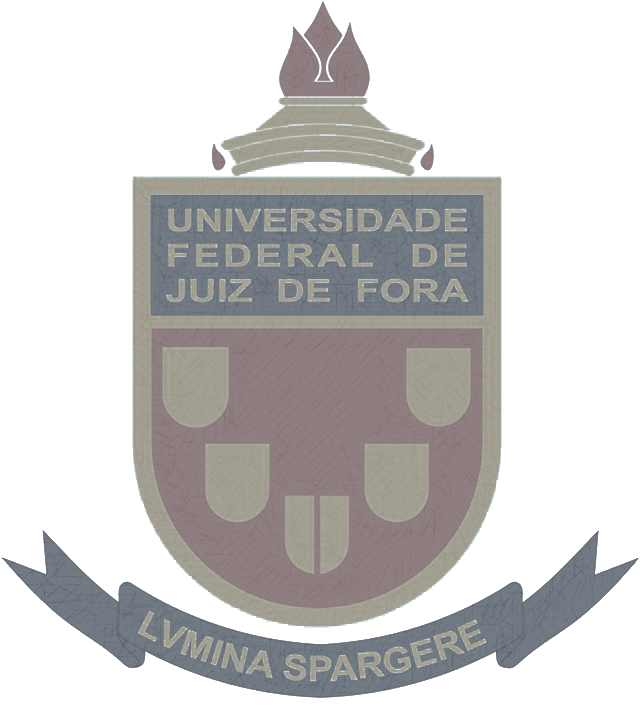 UNIVERSIDADE
FEDERAL DE
JUIZ DE FORA
LVMINA SPARGERE